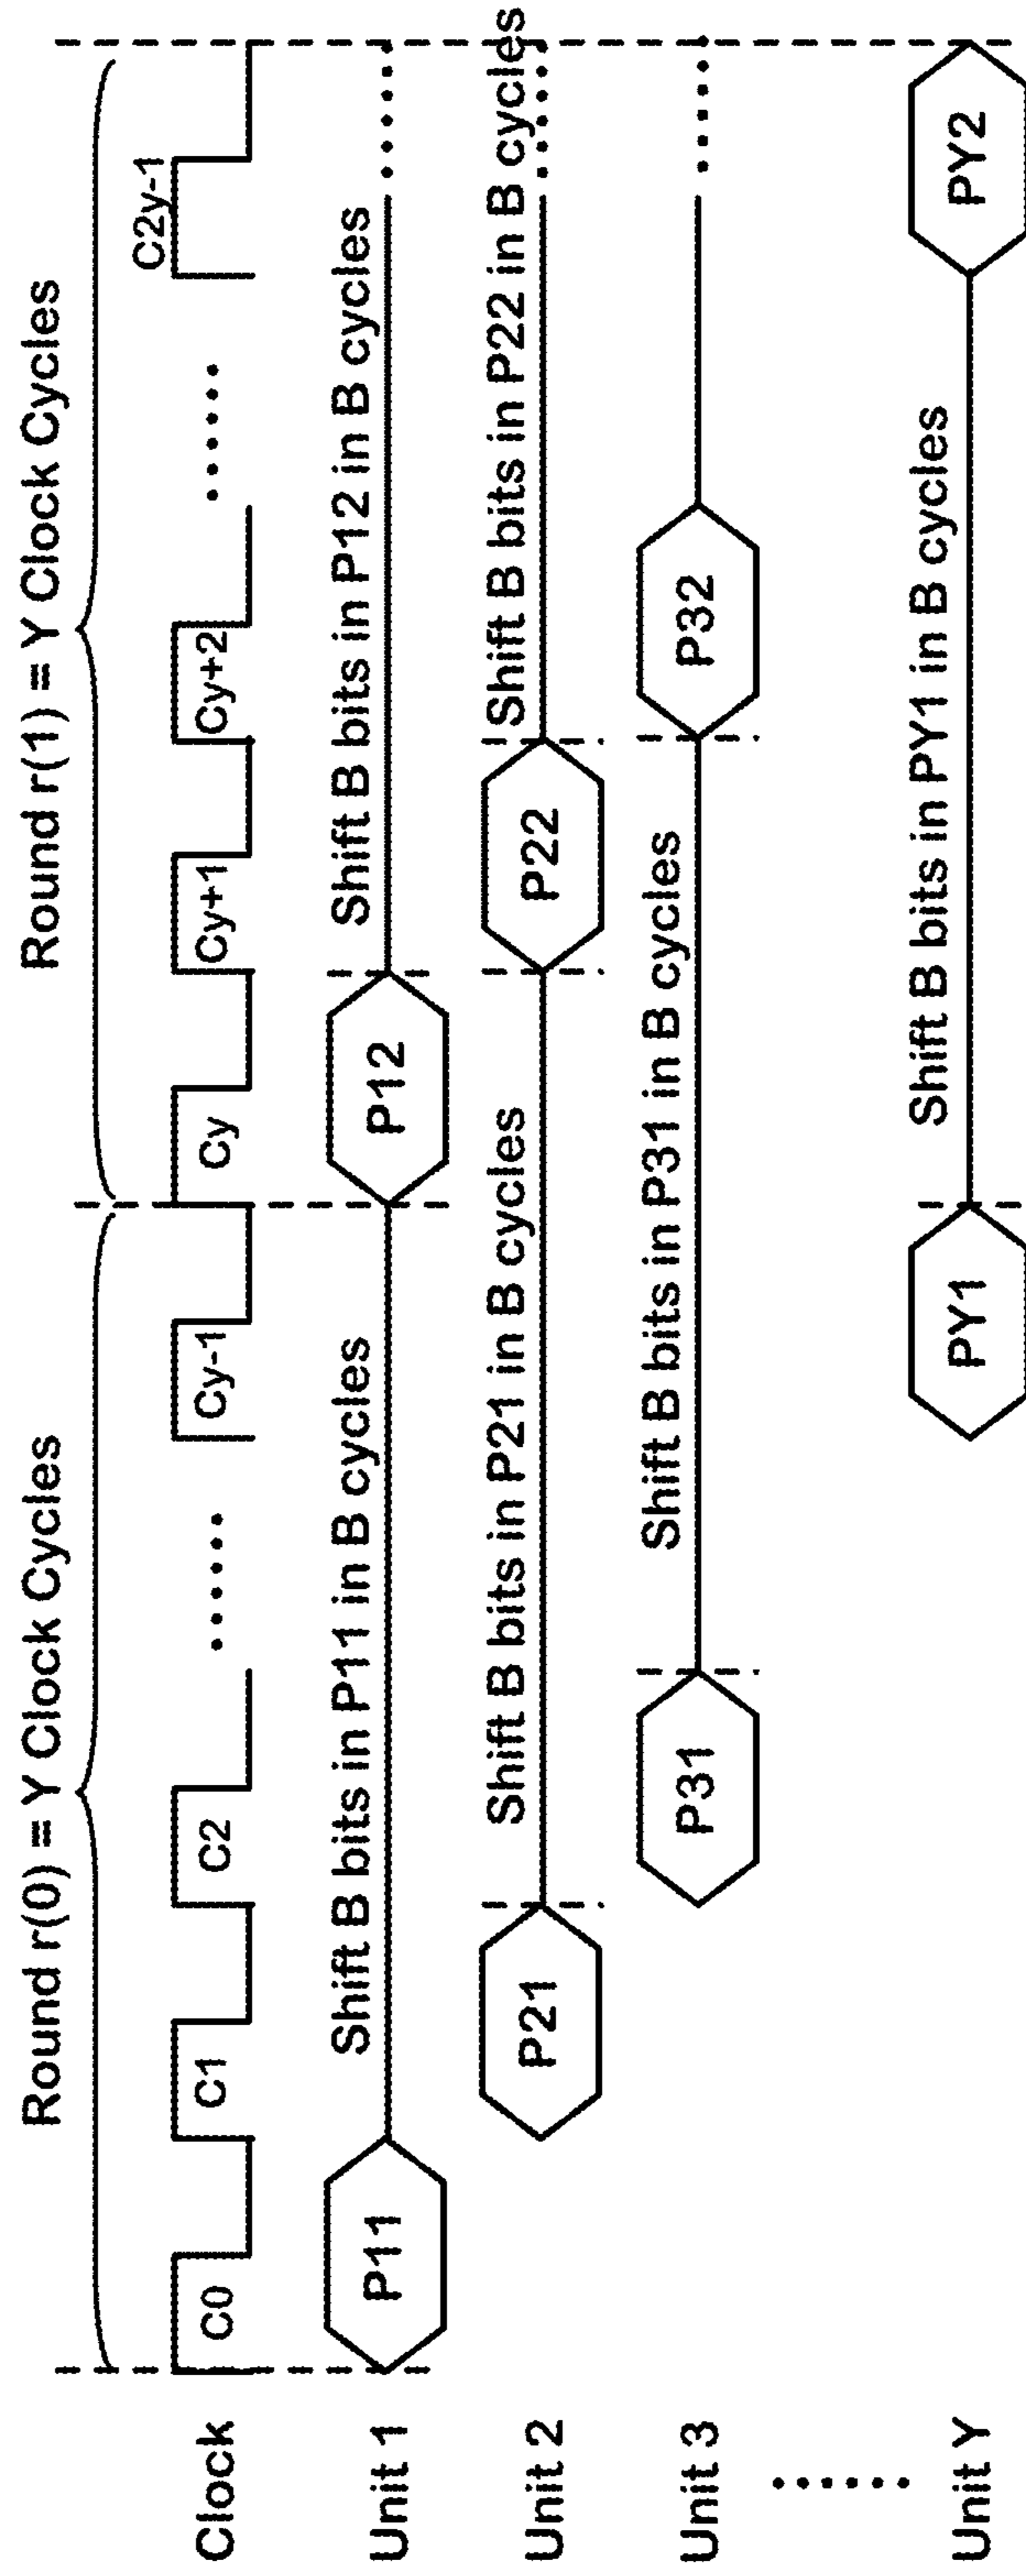 Round r(0) = Y Clock Cycles
Round r(1) = Y Clock Cycles
Clock
C0
C1
C2
......
Cy-1
Cy
Cy+1
Cy+2
......
C2y-1
Unit 1
P11
Shift B bits in P11 in B cycles
P12
Shift B bits in P12 in B cycles
.....
Unit 2
P21
Shift B bits in P21 in B cycles
P22
Shift B bits in P22 in B cycles
.....
Unit 3
P31
Shift B bits in P31 in B cycles
P32
.....
......
Unit Y
PY1
Shift B bits in PY1 in B cycles
PY2